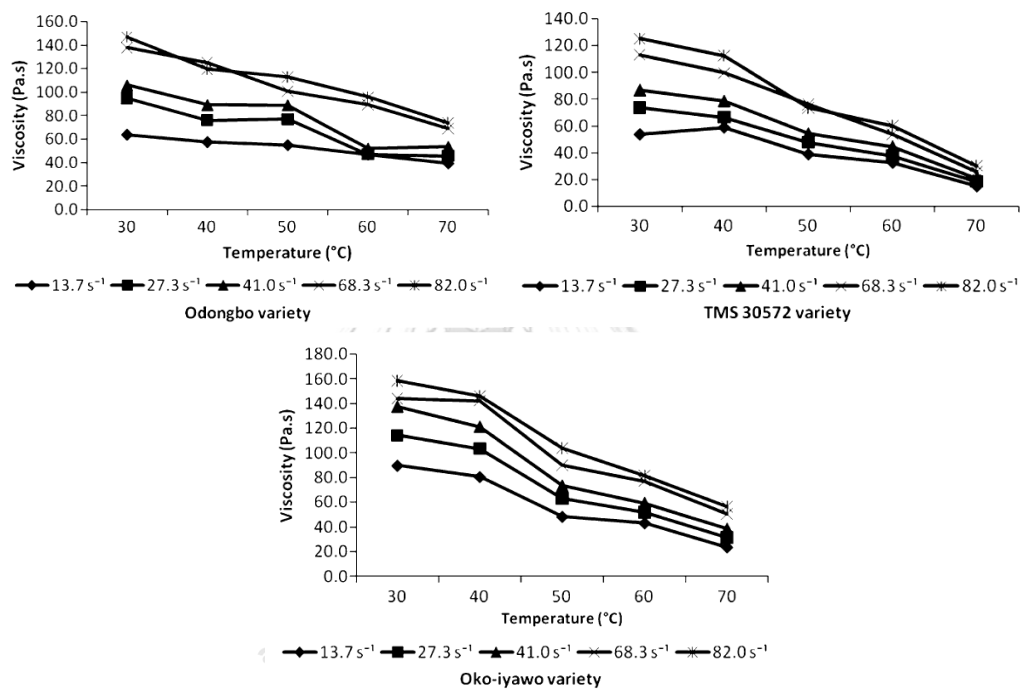 160.0
140.0
120.0
100.0
80.0
60.0
40.0
20.0
0.0
Viscosity (Pa.s)
30 40 50 60 70
Temperature (°C)
13.7 s⁻¹ 27.3 s⁻¹ 41.0 s⁻¹ 68.3 s⁻¹ 82.0 s⁻¹
Odongbo variety
140.0
120.0
100.0
80.0
60.0
40.0
20.0
0.0
Viscosity (Pa.s)
30 40 50 60 70
Temperature (°C)
13.7 s⁻¹ 27.3 s⁻¹ 41.0 s⁻¹ 68.3 s⁻¹ 82.0 s⁻¹
TMS 30572 variety
180.0
160.0
140.0
120.0
100.0
80.0
60.0
40.0
20.0
0.0
Viscosity (Pa.s)
30 40 50 60 70
Temperature (°C)
13.7 s⁻¹ 27.3 s⁻¹ 41.0 s⁻¹ 68.3 s⁻¹ 82.0 s⁻¹
Oko-iyawo variety